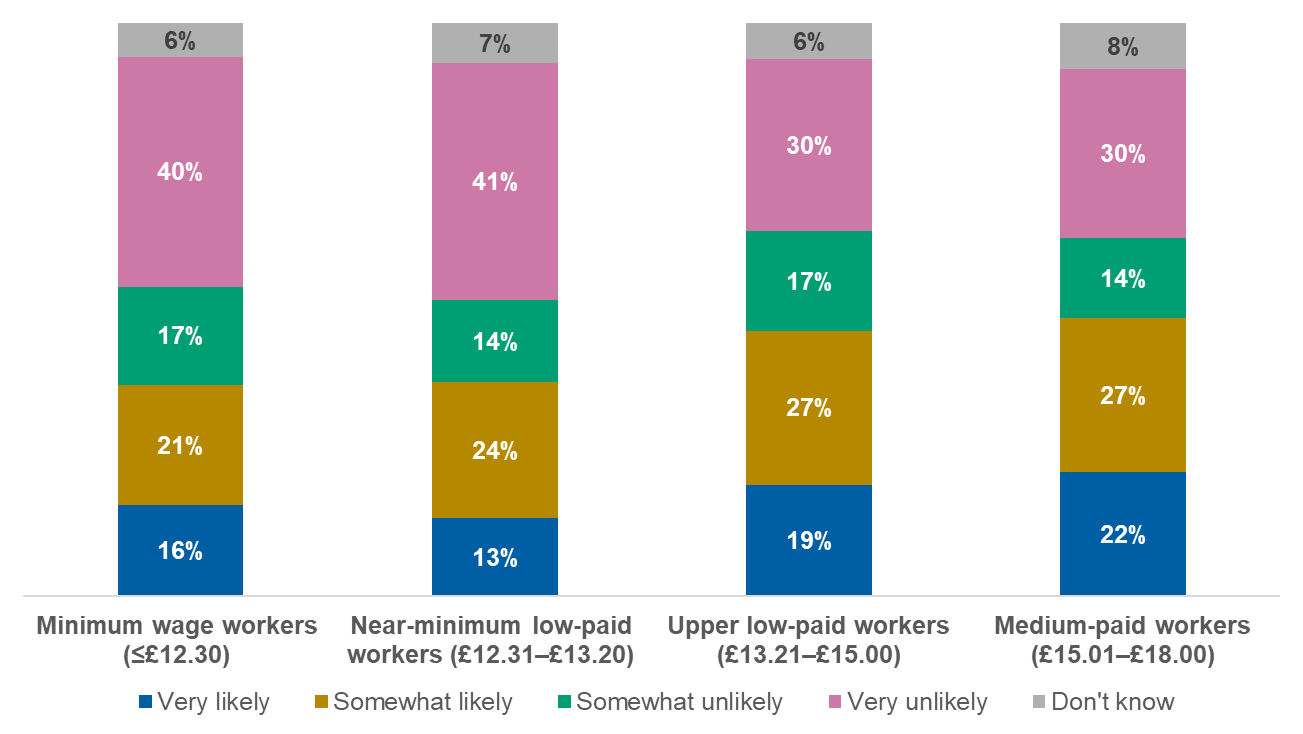 6%
7%
6%
8%
40%
41%
30%
30%
17%
14%
17%
14%
21%
24%
27%
27%
16%
13%
19%
22%
Minimum wage workers
(≤£12.30)
Near-minimum low-paid
workers (£12.31–£13.20)
Upper low-paid workers
(£13.21–£15.00)
Medium-paid workers
(£15.01–£18.00)
Very likely
Somewhat likely
Somewhat unlikely
Very unlikely
Don't know